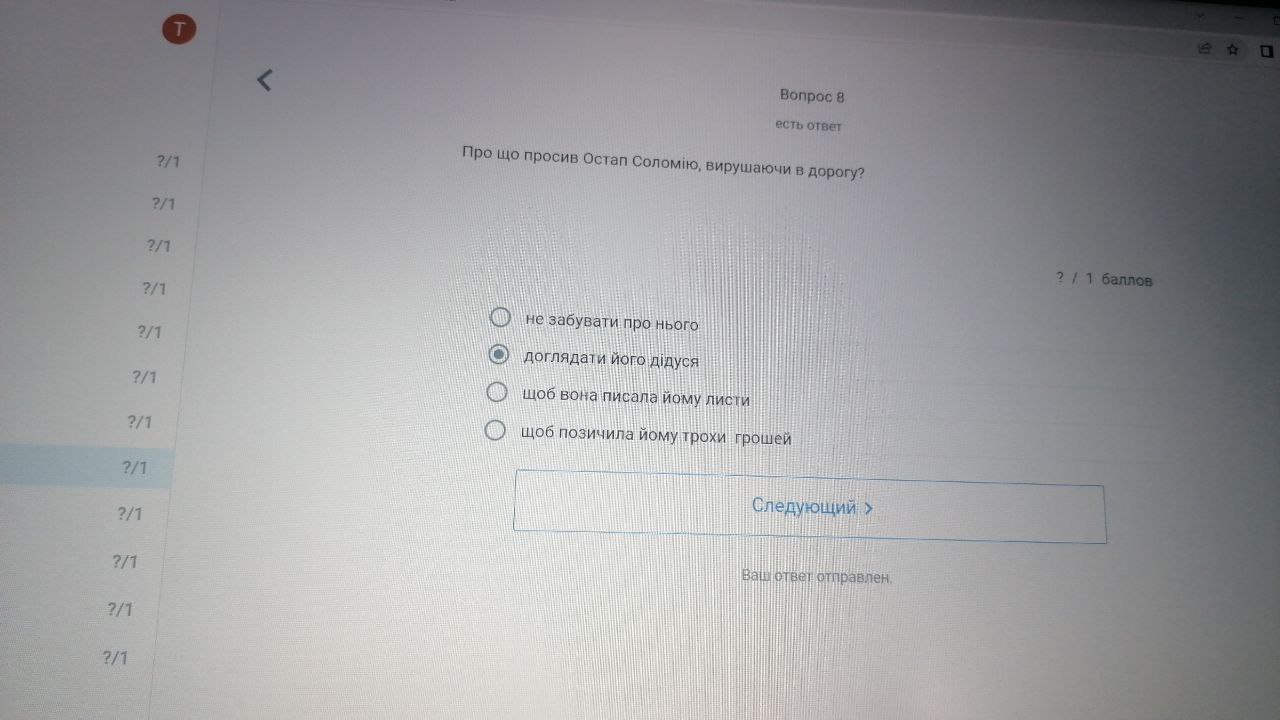 T
Вопрос 8
есть ответ
Про що просив Остап Соломію, вирушаючи в дорогу?
? / 1 баллов
не забувати про нього
доглядати його дідуся
щоб вона писала йому листи
щоб позичила йому трохи грошей
Следующий >
Ваш ответ отправлен.
?/1
?/1
?/1
?/1
?/1
?/1
?/1
?/1
?/1
?/1
?/1
?/1